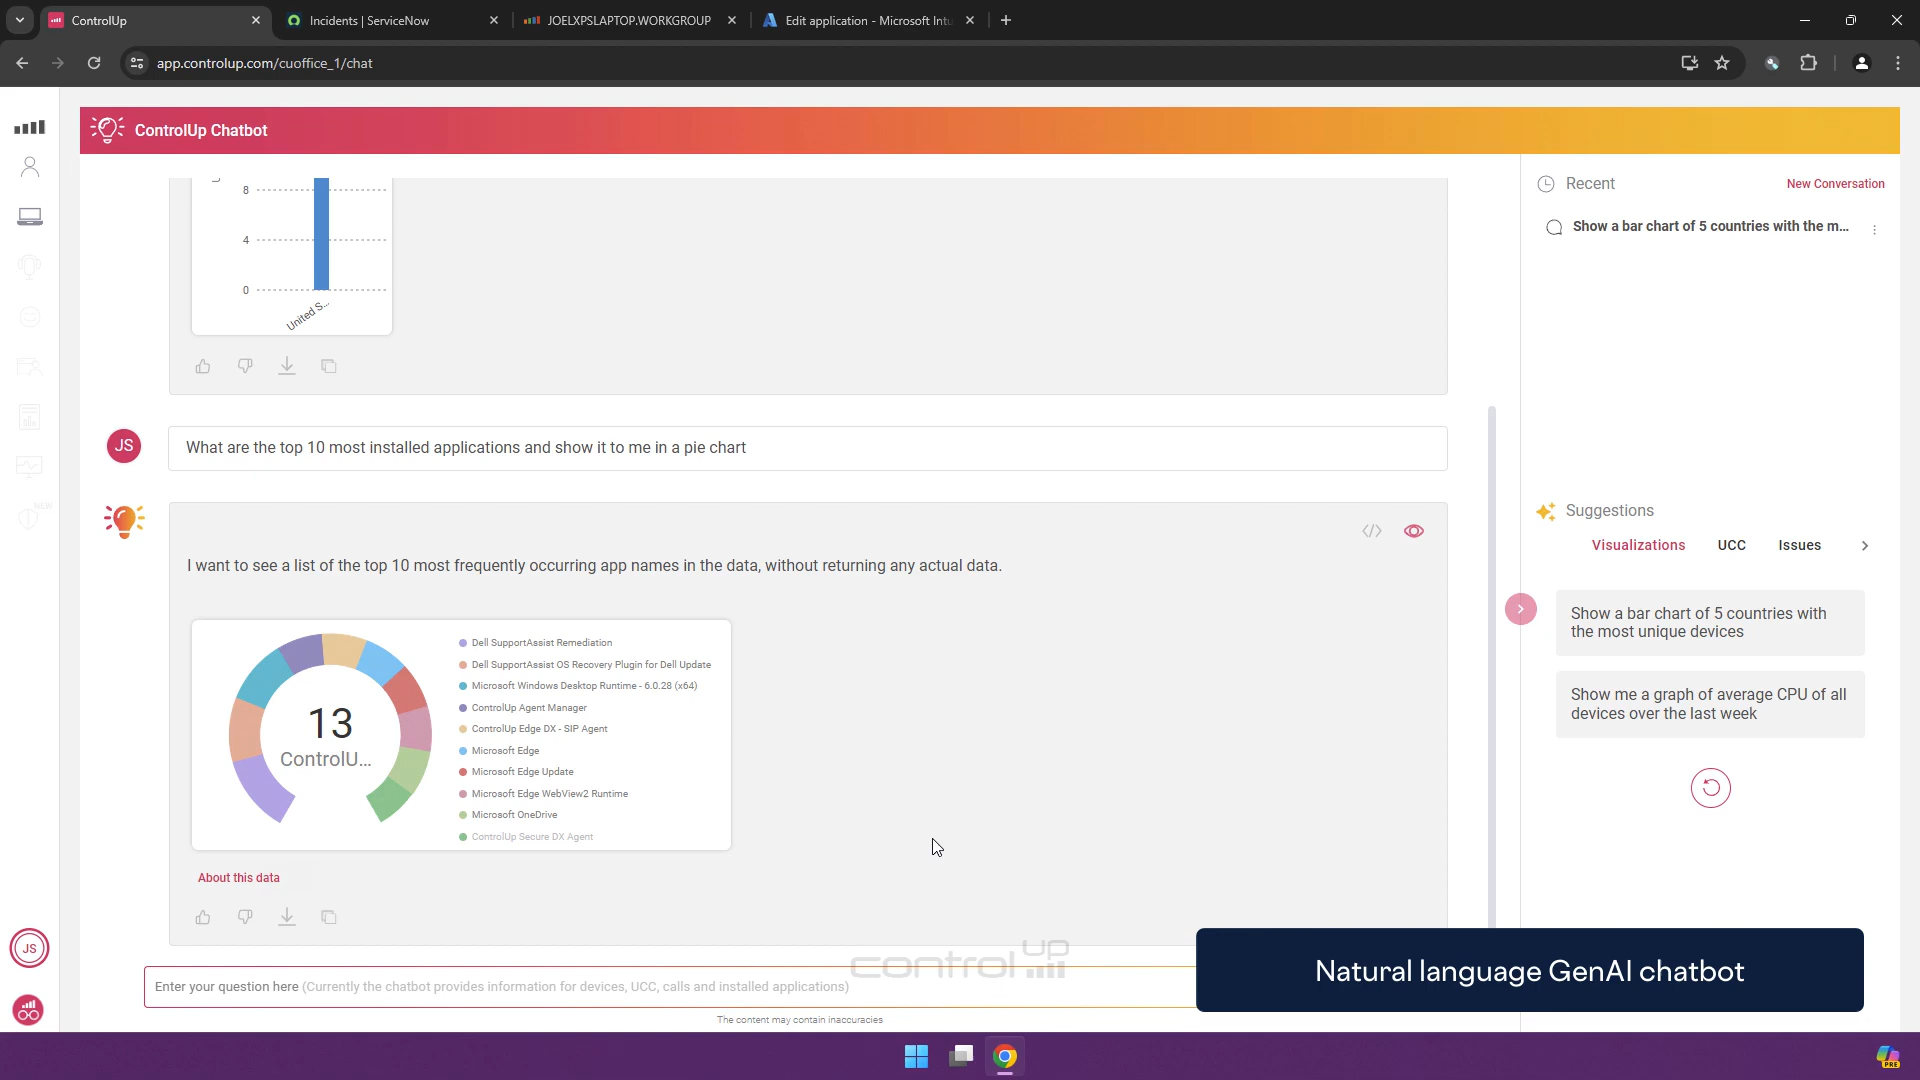 ControlUp
Incidents | ServiceNow
JOELXPSLAPTOP.WORKGROUP
Edit application - Microsoft Intu
app.controlup.com/cuoffice_1/chat
ControlUp Chatbot
Recent
New Conversation
Show a bar chart of 5 countries with the m...
8
4
0
United S...
JS
What are the top 10 most installed applications and show it to me in a pie chart
NEW
I want to see a list of the top 10 most frequently occurring app names in the data, without returning any actual data.
13
ControlU...
Dell SupportAssist Remediation
Dell SupportAssist OS Recovery Plugin for Dell Update
Microsoft Windows Desktop Runtime - 6.0.28 (x64)
ControlUp Agent Manager
ControlUp Edge DX - SIP Agent
Microsoft Edge
Microsoft Edge Update
Microsoft Edge WebView2 Runtime
Microsoft OneDrive
ControlUp Secure DX Agent
About this data
Suggestions
Visualizations UCC Issues
Show a bar chart of 5 countries with
the most unique devices
Show me a graph of average CPU of all
devices over the last week
JS
control up
Enter your question here (Currently the chatbot provides information for devices, UCC, calls and installed applications)
The content may contain inaccuracies
Natural language GenAI chatbot
PRE